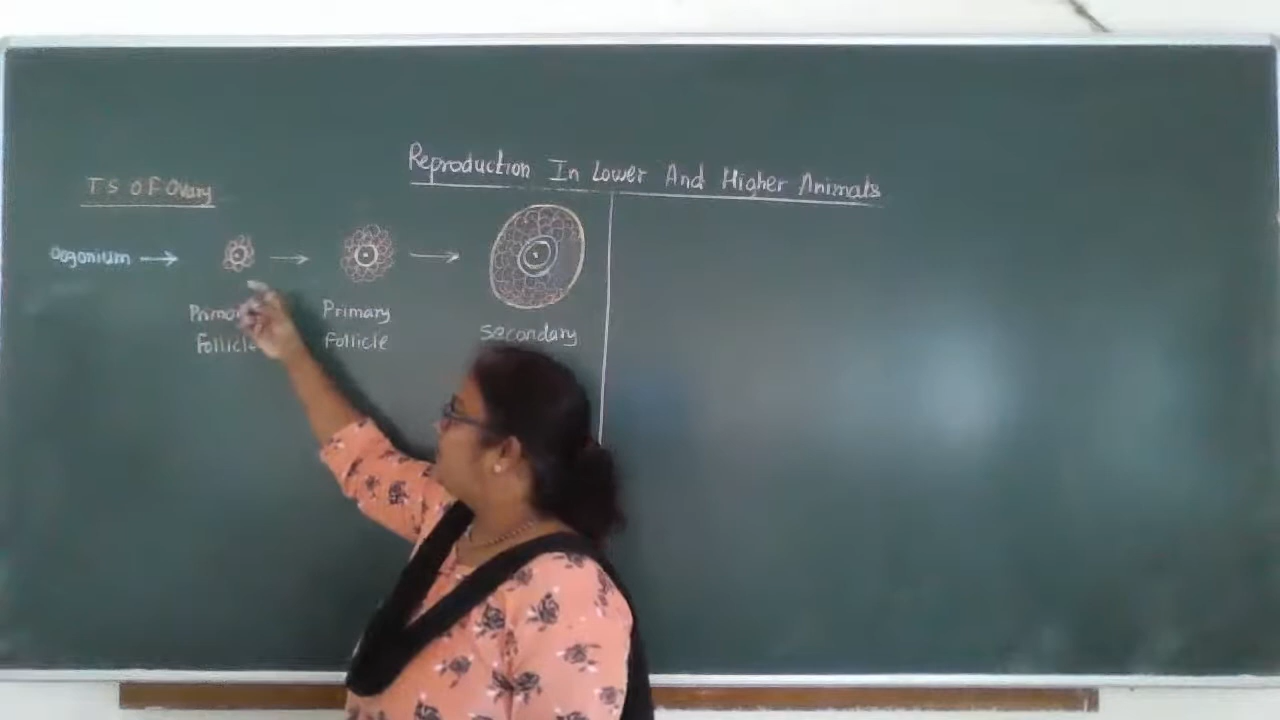 Reproduction In Lower And Higher Animals
T S OF Ovary
Oogonium
Primary
Follicle
Secondary